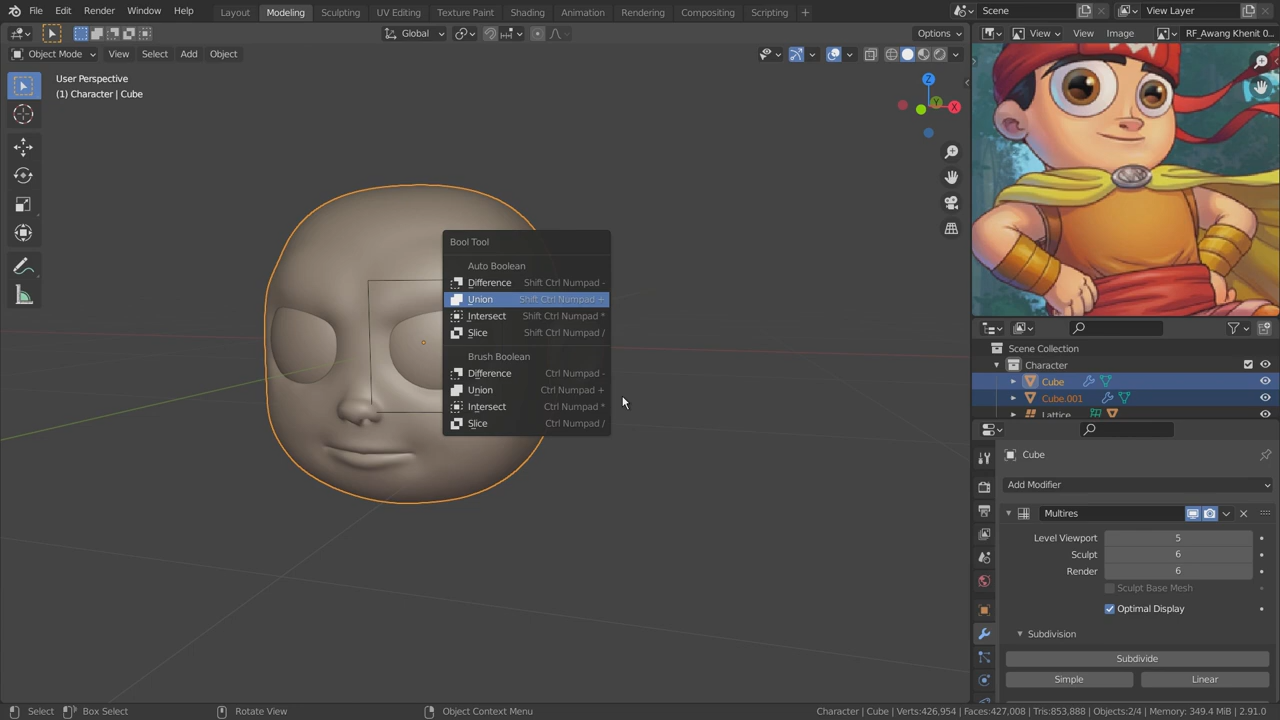 File Edit Render Window Help Layout Modeling Sculpting UV Editing Texture Paint Shading Animation Rendering Compositing Scripting + Scene View Layer
Global Options View View Image RF_Awang Khenit 0...
Object Mode View Select Add Object
User Perspective
(1) Character | Cube
Z
Y
X
Bool Tool
Auto Boolean
Difference Shift Ctrl Numpad -
Union Shift Ctrl Numpad +
Intersect Shift Ctrl Numpad *
Slice Shift Ctrl Numpad /
Brush Boolean
Difference Ctrl Numpad -
Union Ctrl Numpad +
Intersect Ctrl Numpad *
Slice Ctrl Numpad /
Scene Collection
Character
Cube
Cube.001
Lattice
Cube
Add Modifier
Multires
Level Viewport 5
Sculpt 6
Render 6
Sculpt Base Mesh
Optimal Display
Subdivision
Subdivide
Simple Linear
Select Box Select Rotate View Object Context Menu Character | Cube | Verts:426,954 | Faces:427,008 | Tris:853,888 | Objects:2/4 | Memory: 349.4 MiB | 2.91.0